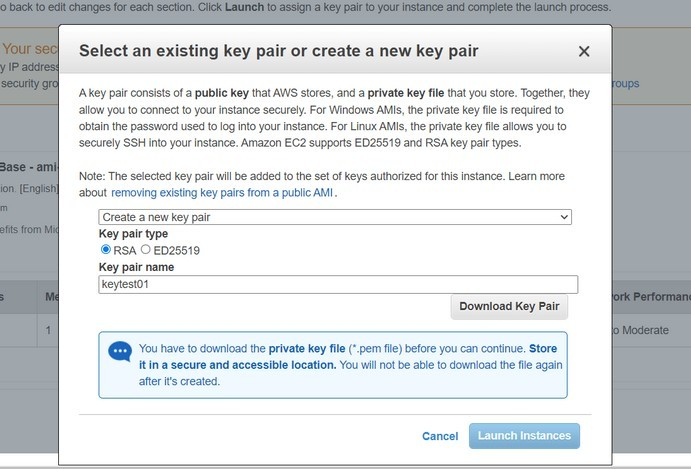 o back to edit changes for each section. Click Launch to assign a key pair to your instance and complete the launch process.
Select an existing key pair or create a new key pair
Your sec
y IP address
security gro
roups
A key pair consists of a public key that AWS stores, and a private key file that you store. Together, they
allow you to connect to your instance securely. For Windows AMIs, the private key file is required to
obtain the password used to log into your instance. For Linux AMIs, the private key file allows you to
securely SSH into your instance. Amazon EC2 supports ED25519 and RSA key pair types.
Base - ami-
ion. [English]
m
efits from Mic
Note: The selected key pair will be added to the set of keys authorized for this instance. Learn more
about removing existing key pairs from a public AMI .
Create a new key pair
Key pair type
RSA ED25519
Key pair name
keytest01
Download Key Pair
s
Me
ork Performanc
1
to Moderate
You have to download the private key file (*.pem file) before you can continue. Store
it in a secure and accessible location. You will not be able to download the file again
after it's created.
Cancel
Launch Instances